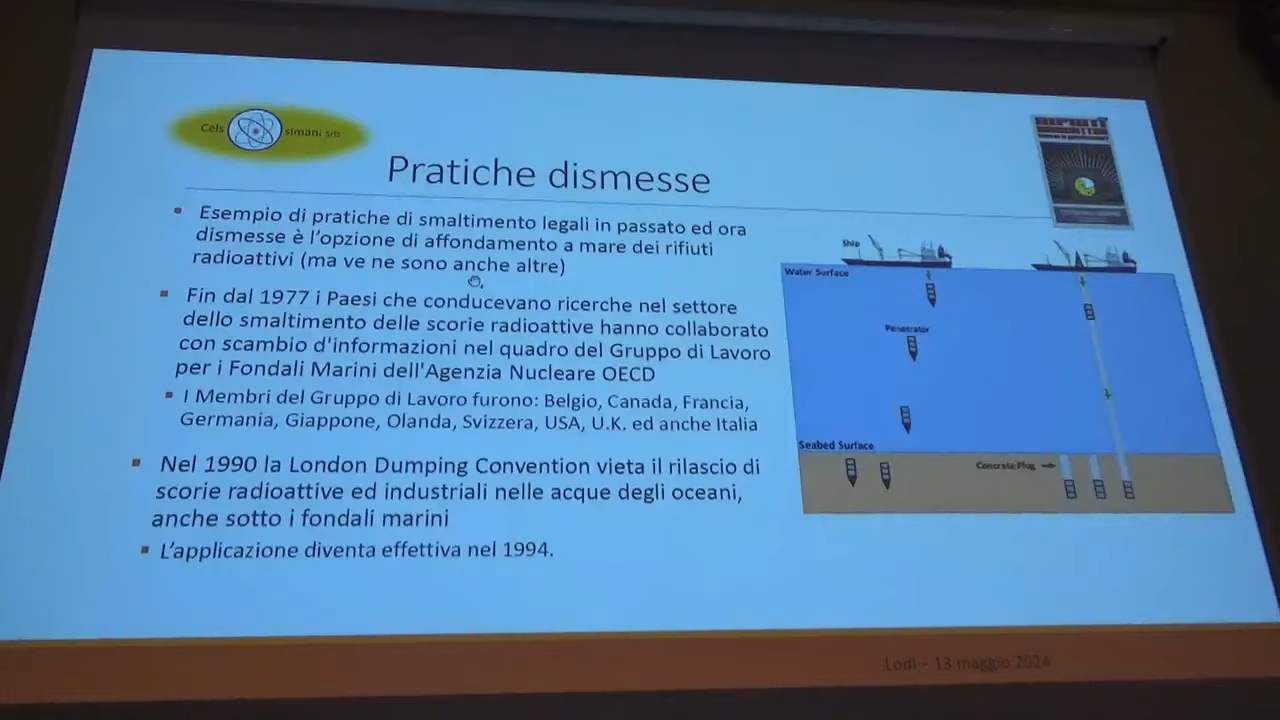 Cels simani srls
Pratiche dismesse
Esempio di pratiche di smaltimento legali in passato ed ora
dismesse è l'opzione di affondamento a mare dei rifiuti
radioattivi (ma ve ne sono anche altre)
Fin dal 1977 i Paesi che conducevano ricerche nel settore
dello smaltimento delle scorie radioattive hanno collaborato
con scambio d'informazioni nel quadro del Gruppo di Lavoro
per i Fondali Marini dell'Agenzia Nucleare OECD
I Membri del Gruppo di Lavoro furono: Belgio, Canada, Francia,
Germania, Giappone, Olanda, Svizzera, USA, U.K. ed anche Italia
Nel 1990 la London Dumping Convention vieta il rilascio di
scorie radioattive ed industriali nelle acque degli oceani,
anche sotto i fondali marini
L'applicazione diventa effettiva nel 1994.
Ship
Water Surface
Penetrator
Seabed Surface
Concrete Plug
Lodi - 13 maggio 2024